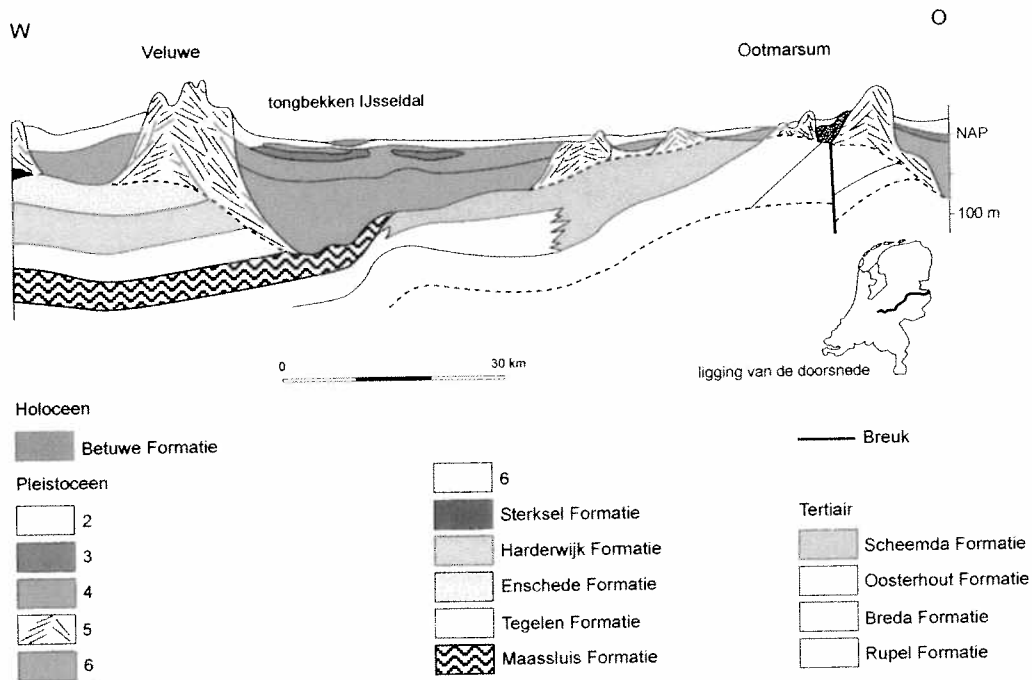 W
O
Veluwe
Ootmarsum
tongbekken IJsseldal
NAP
100 m
0
30 km
ligging van de doorsnede
Holoceen
Betuwe Formatie
Pleistoceen
2
3
4
5
6
6
Sterksel Formatie
Harderwijk Formatie
Enschede Formatie
Tegelen Formatie
Maassluis Formatie
Breuk
Tertiair
Scheemda Formatie
Oosterhout Formatie
Breda Formatie
Rupel Formatie